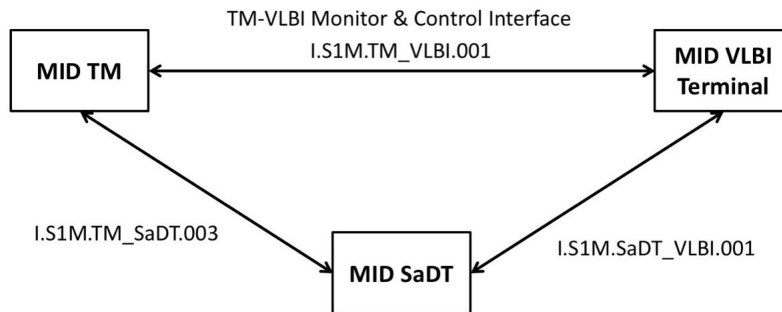 TM-VLBI Monitor & Control Interface
I.S1M.TM_VLBI.001
MID TM
MID VLBI
Terminal
I.S1M.TM_SaDT.003
I.S1M.SaDT_VLBI.001
MID SaDT